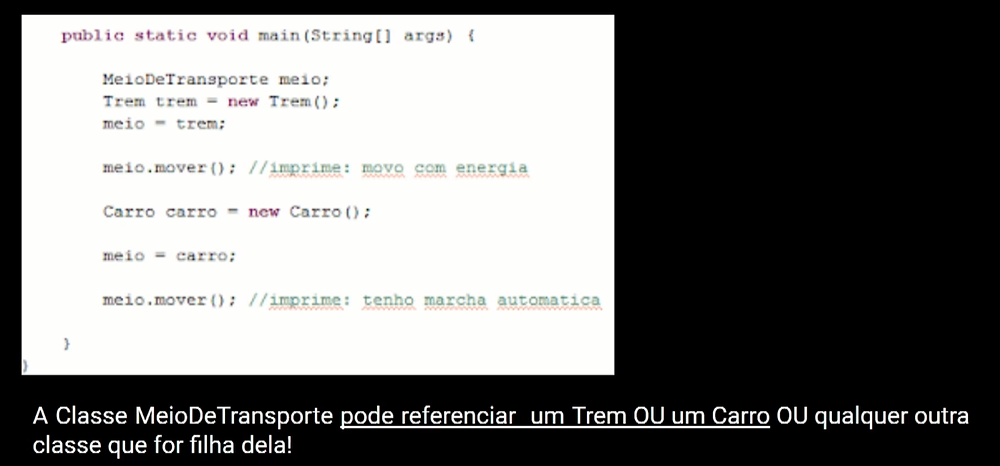 public static void main(String[] args) {
MeioDeTransporte meio;
Trem trem = new Trem();
meio = trem;
meio.mover(); //imprime: movo com energia
Carro carro = new Carro();
meio = carro;
meio.mover(); //imprime: tenho marcha automatica
}
}
A Classe MeioDeTransporte pode referenciar um Trem OU um Carro OU qualquer outra
classe que for filha dela!